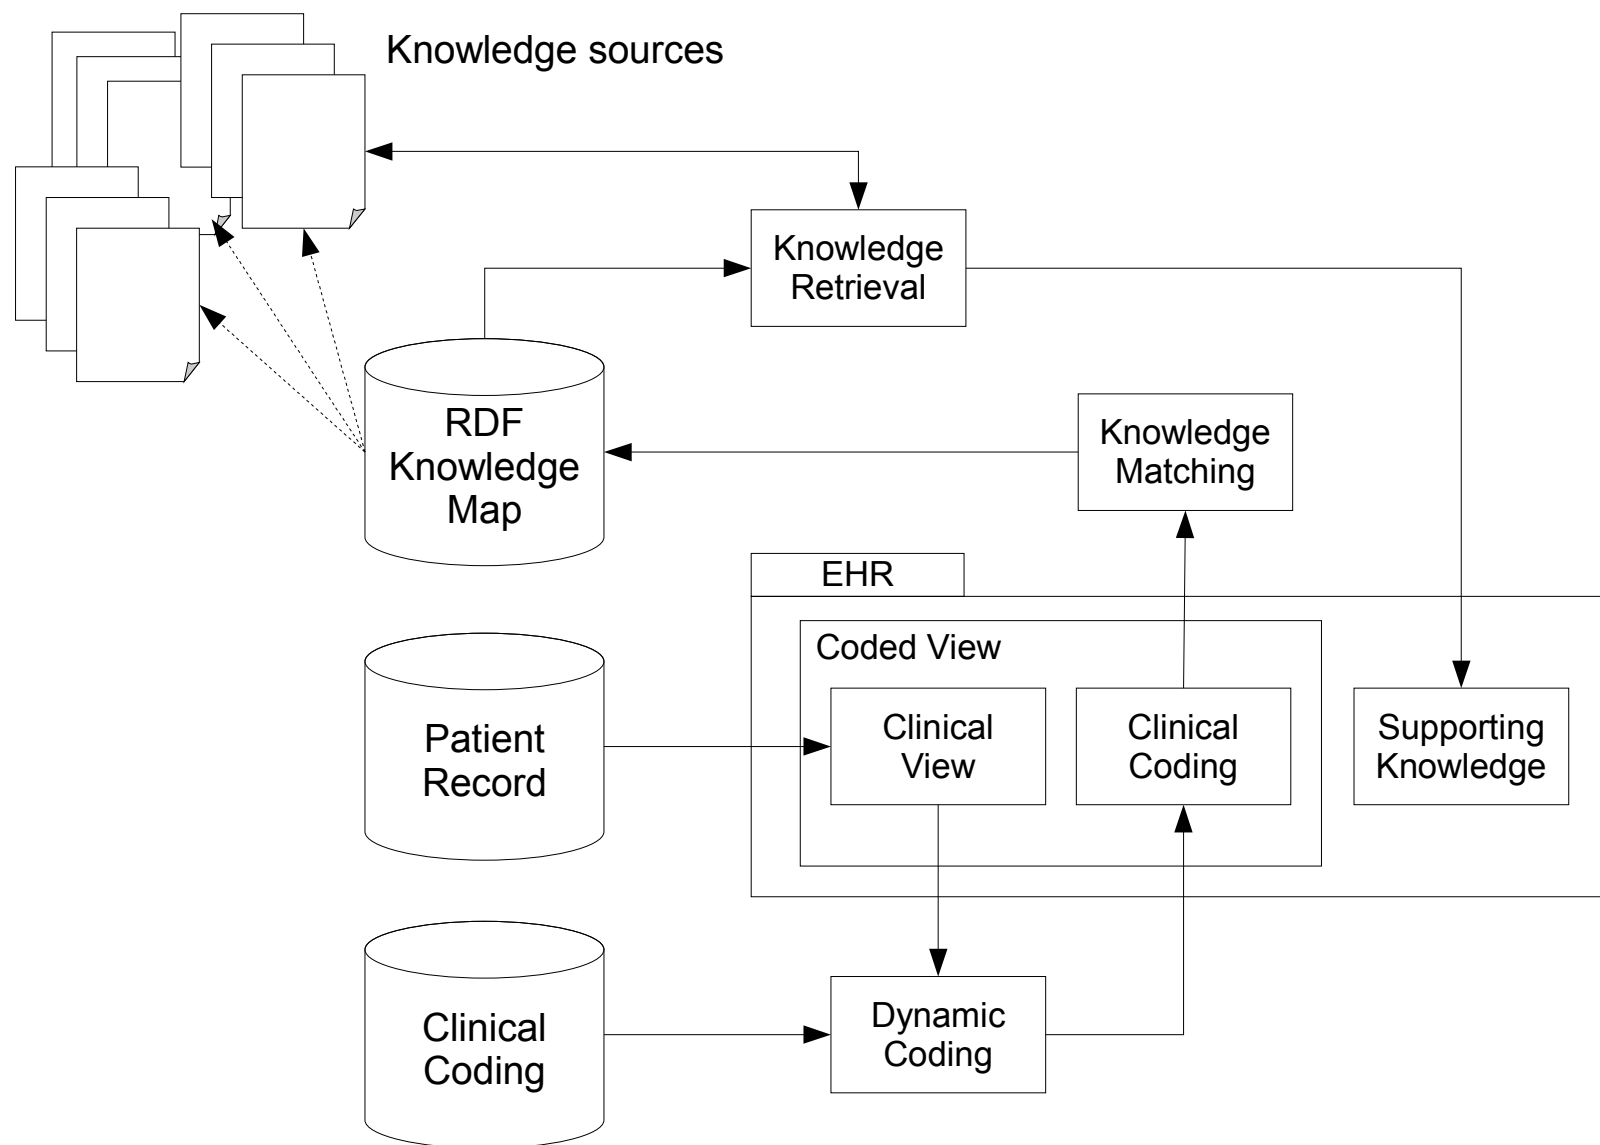 Knowledge sources
Knowledge
Retrieval
RDF
Knowledge
Map
Knowledge
Matching
EHR
Coded View
Patient
Record
Clinical
View
Clinical
Coding
Supporting
Knowledge
Clinical
Coding
Dynamic
Coding